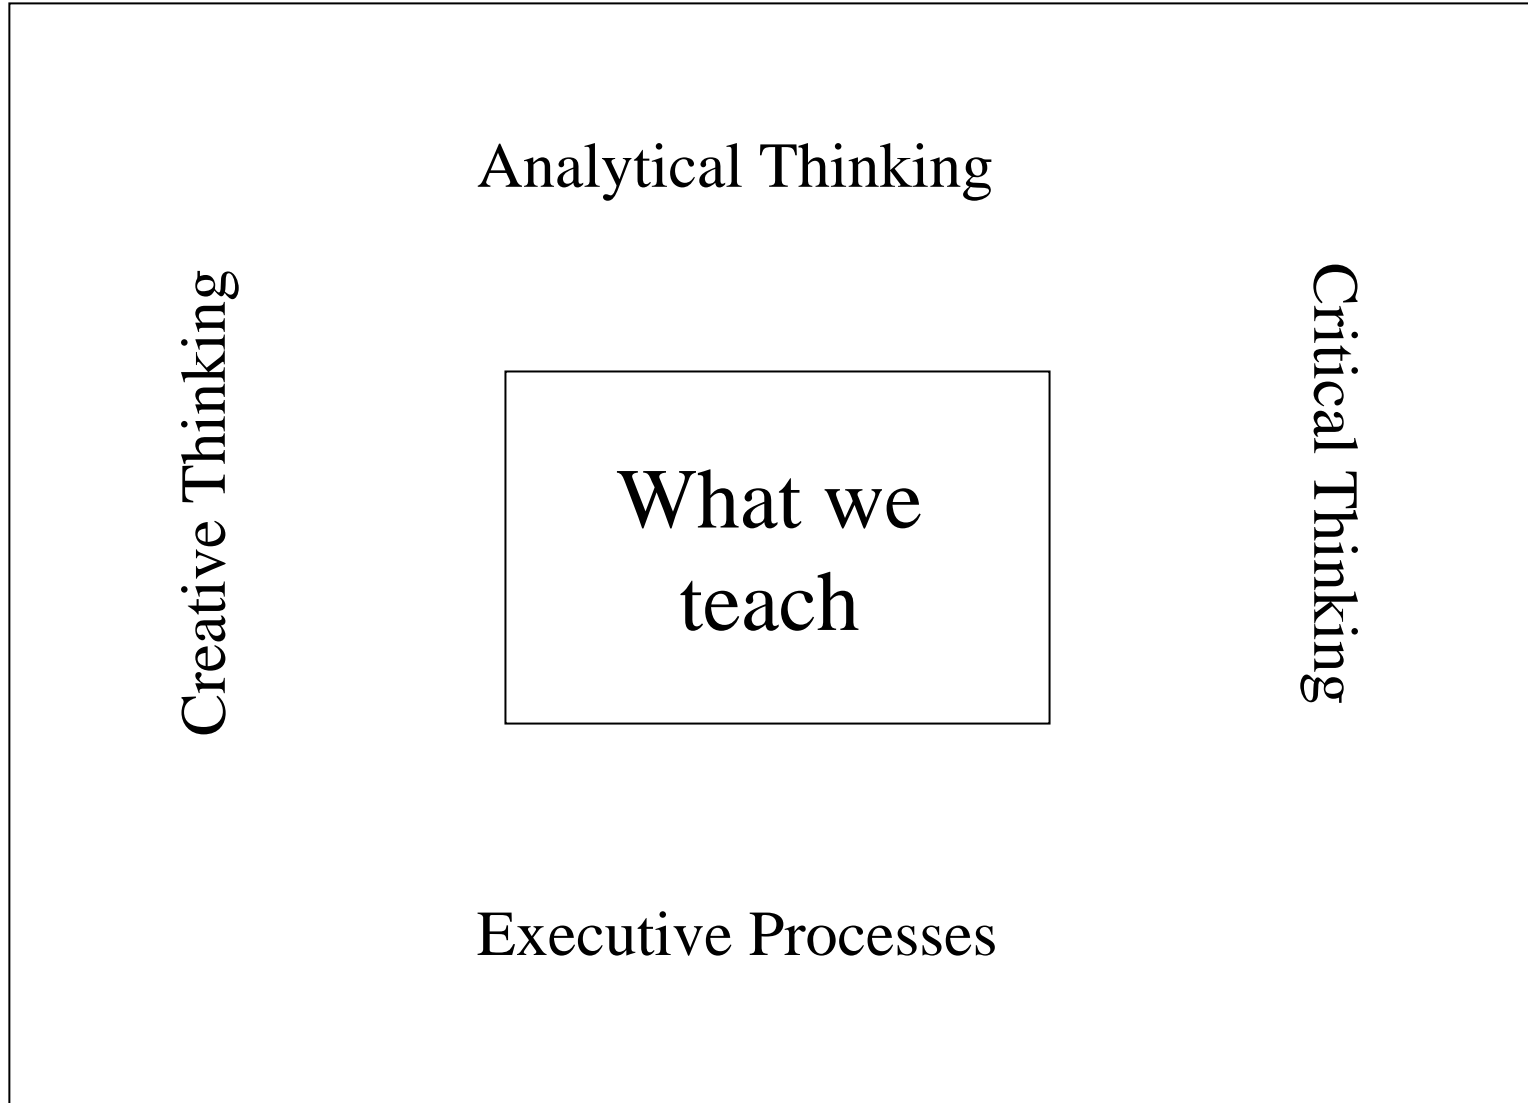 Analytical Thinking
Creative Thinking
Critical Thinking
What we
teach
Executive Processes